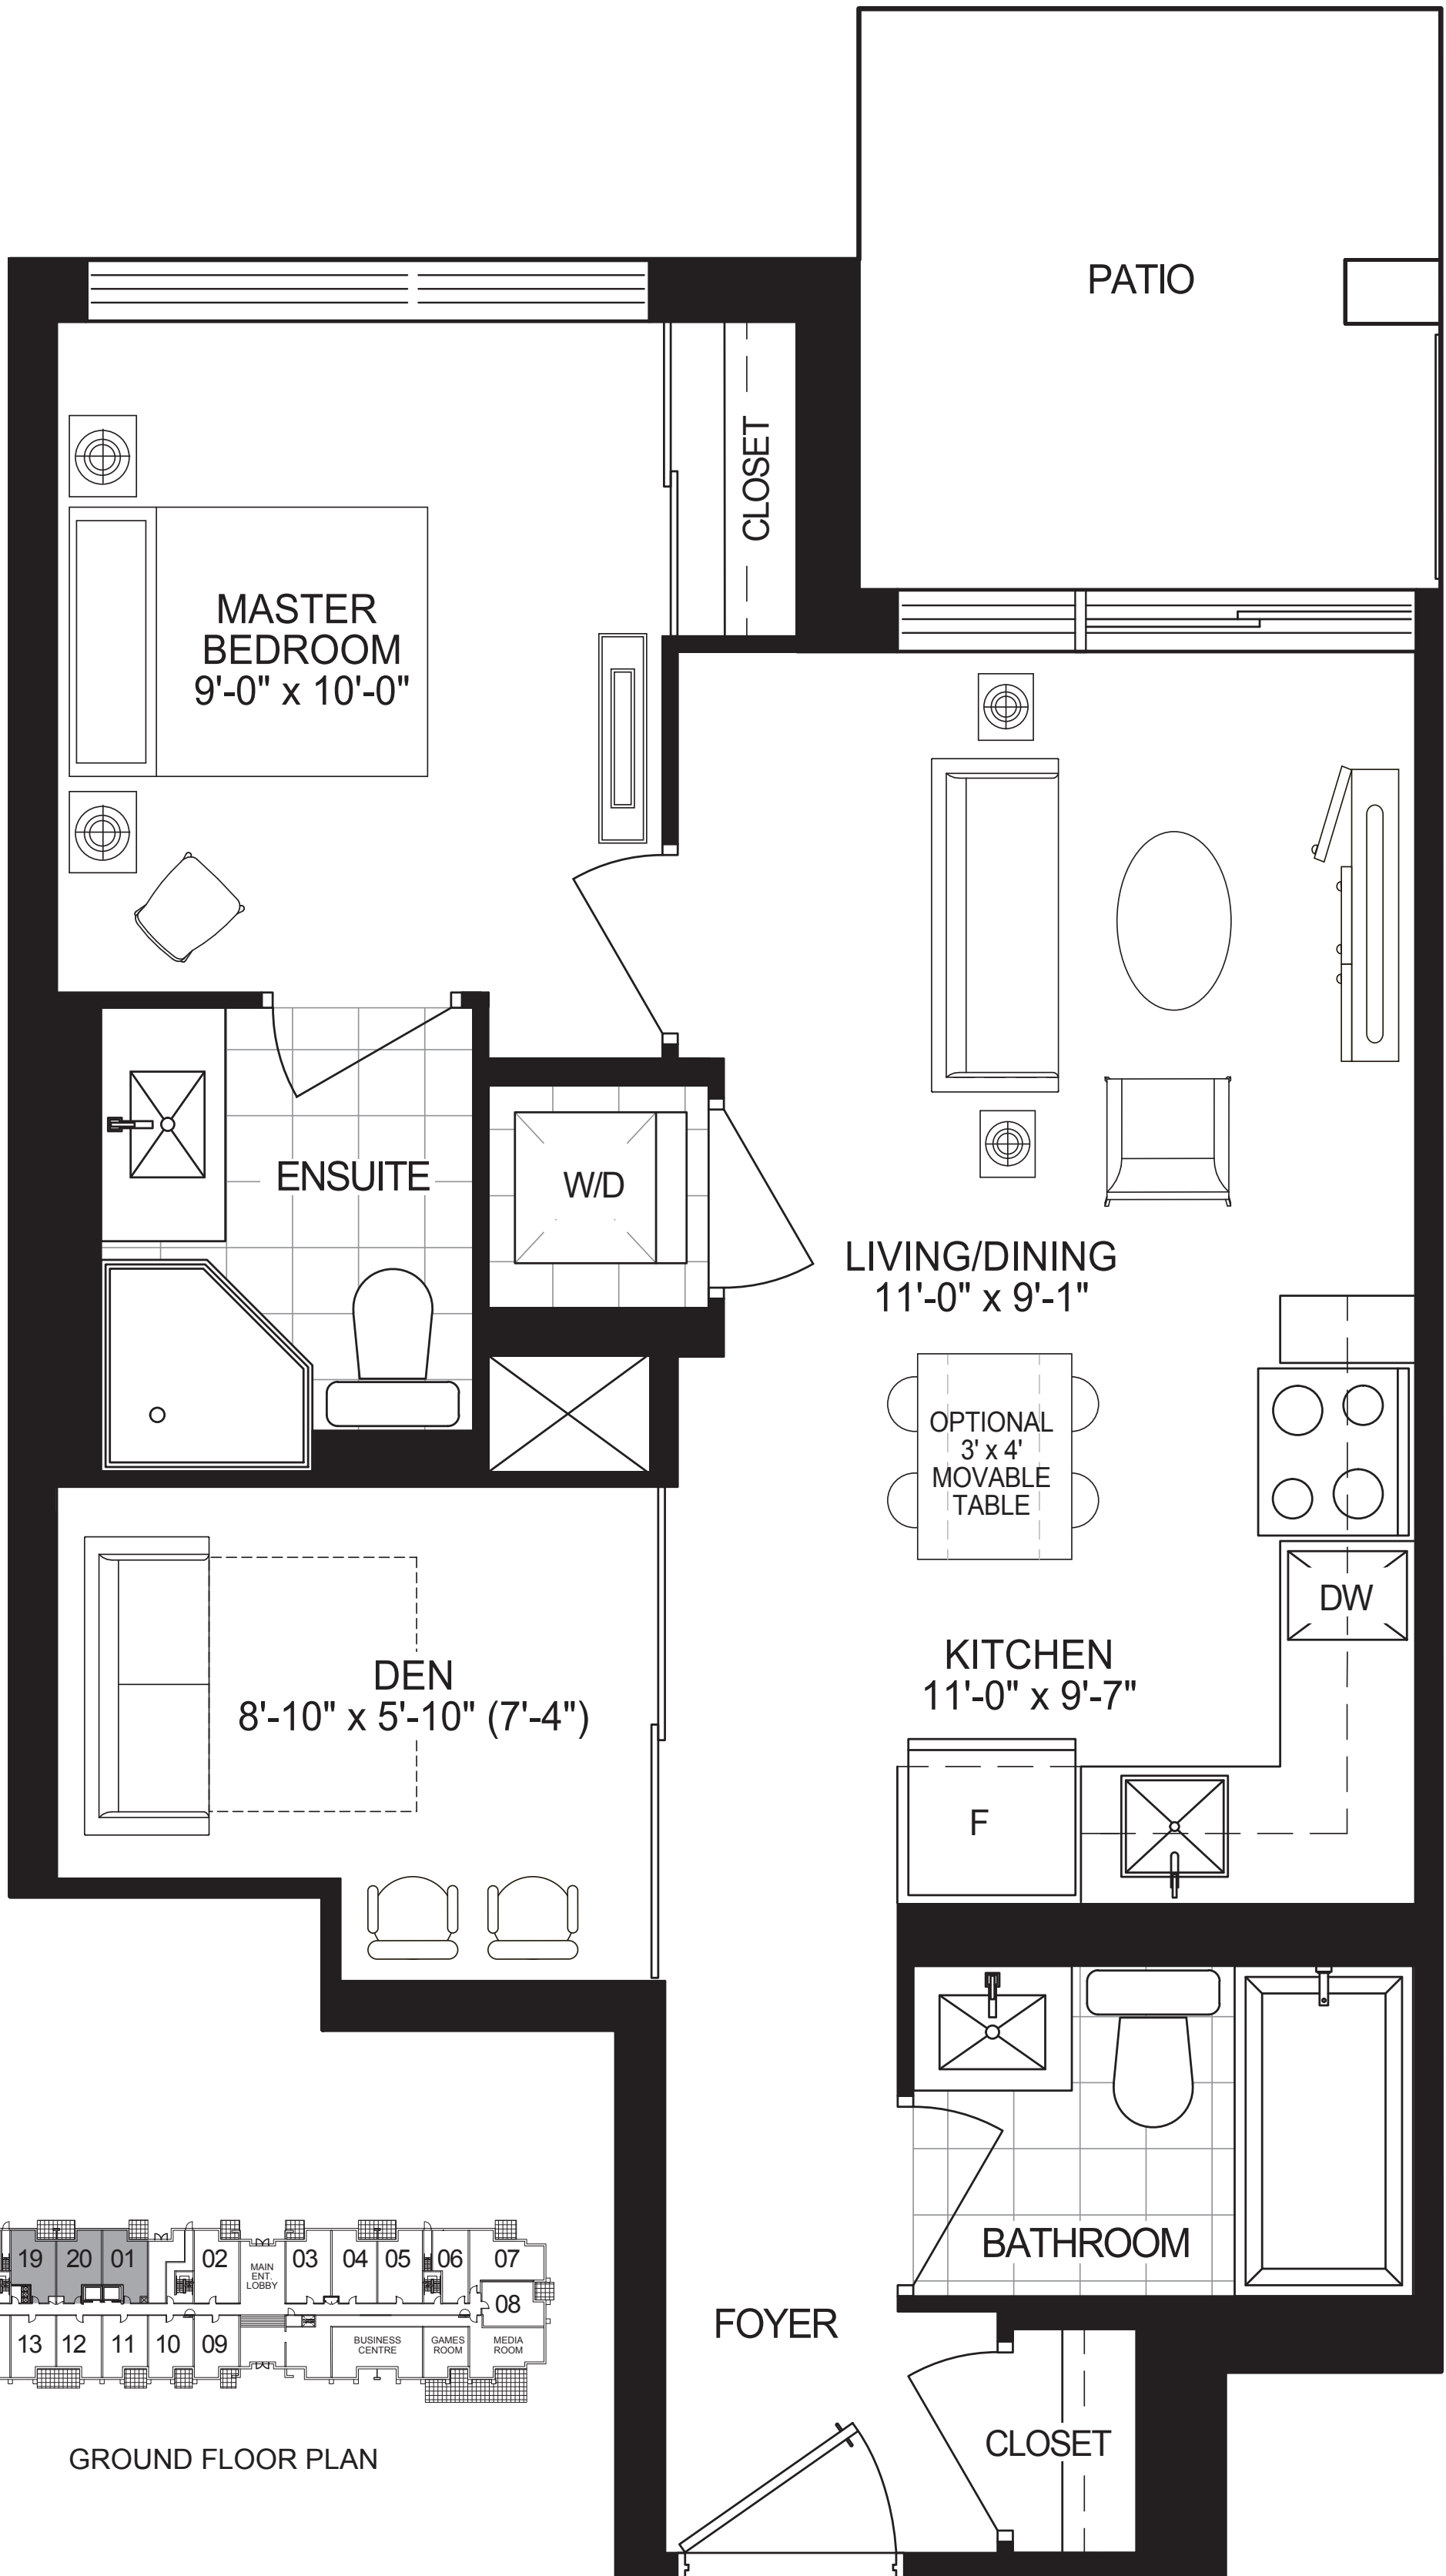 PATIO
CLOSET
MASTER
BEDROOM
9'-0" x 10'-0"
ENSUITE
W/D
LIVING/DINING
11'-0" x 9'-1"
OPTIONAL
3' x 4'
MOVABLE
TABLE
DW
KITCHEN
11'-0" x 9'-7"
DEN
8'-10" x 5'-10" (7'-4")
F
BATHROOM
FOYER
CLOSET
19 20 01 02 MAIN ENT. LOBBY 03 04 05 06 07
08
13 12 11 10 09 BUSINESS CENTRE GAMES ROOM MEDIA ROOM
GROUND FLOOR PLAN